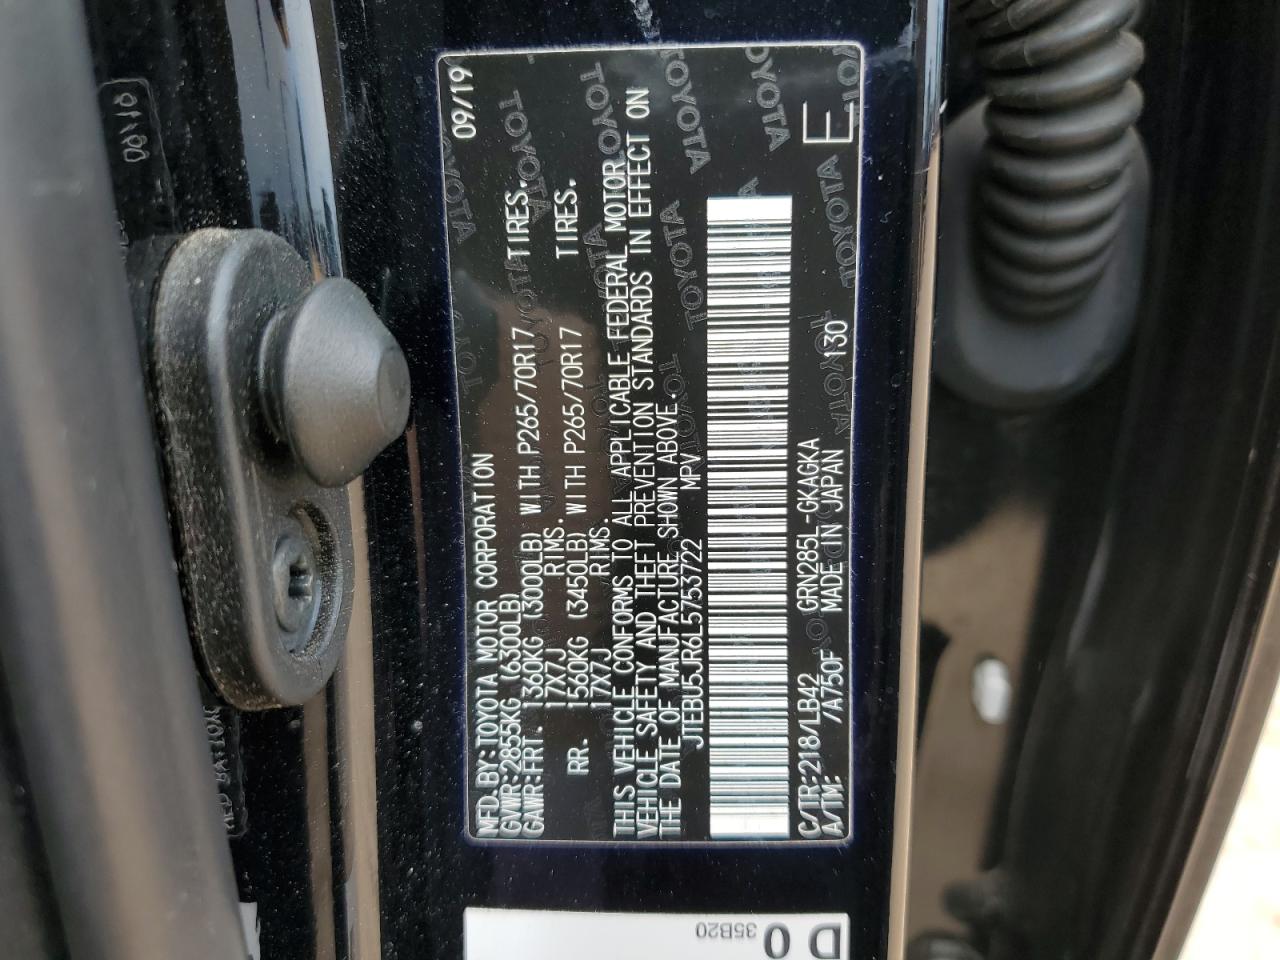 MFD. BY: TOYOTA MOTOR CORPORATION 09/19
GVWR: 2855KG (6300LB)
GAWR: FRT. 1360KG (3000LB) WITH P265/70R17 TIRES.
17X7J RIMS.
RR. 1560KG (3450LB) WITH P265/70R17 TIRES.
17X7J RIMS.
THIS VEHICLE CONFORMS TO ALL APPLICABLE FEDERAL MOTOR
VEHICLE SAFETY AND THEFT PREVENTION STANDARDS IN EFFECT ON
THE DATE OF MANUFACTURE SHOWN ABOVE.
JTEBU5JR6L5753722 MPV
E
C/TR: 218/LB42 GRN285L-GKAGKA
A/TM: /A750F MADE IN JAPAN 130
TOYOTA
D 0
35B20